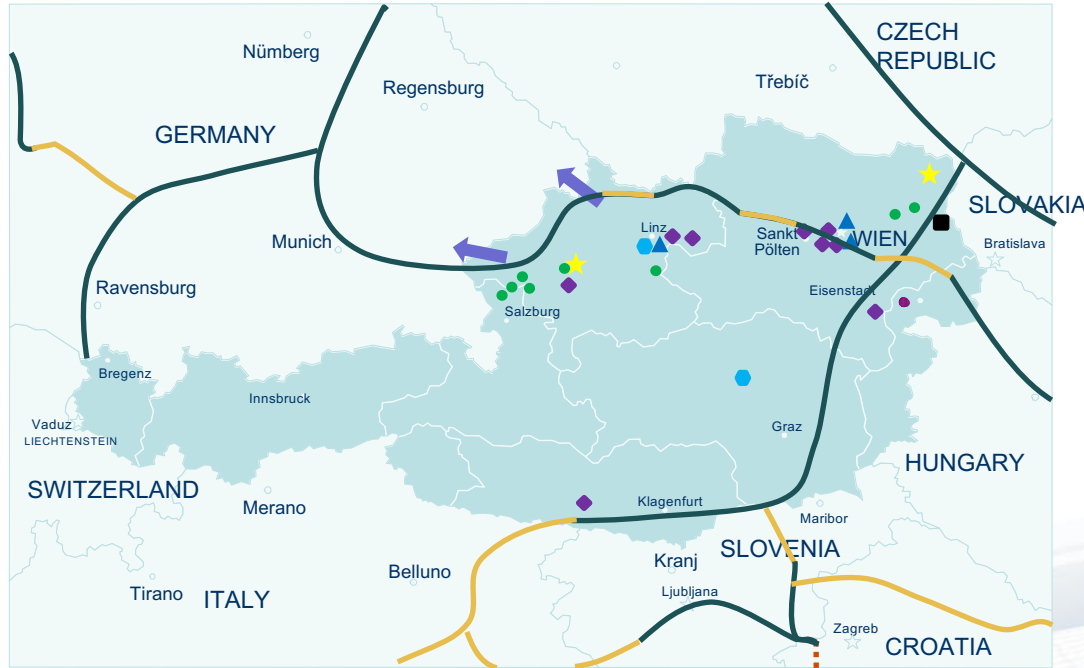 CZECH
REPUBLIC
Nümberg
Třebíč
Regensburg
GERMANY
SLOVAKIA
Linz
Sankt
Pölten
WIEN
Munich
Bratislava
Ravensburg
Eisenstadt
Salzburg
Bregenz
Innsbruck
Vaduz
LIECHTENSTEIN
Graz
HUNGARY
SWITZERLAND
Merano
Klagenfurt
Maribor
SLOVENIA
Kranj
Belluno
Tirano
ITALY
Ljubljana
Zagreb
CROATIA